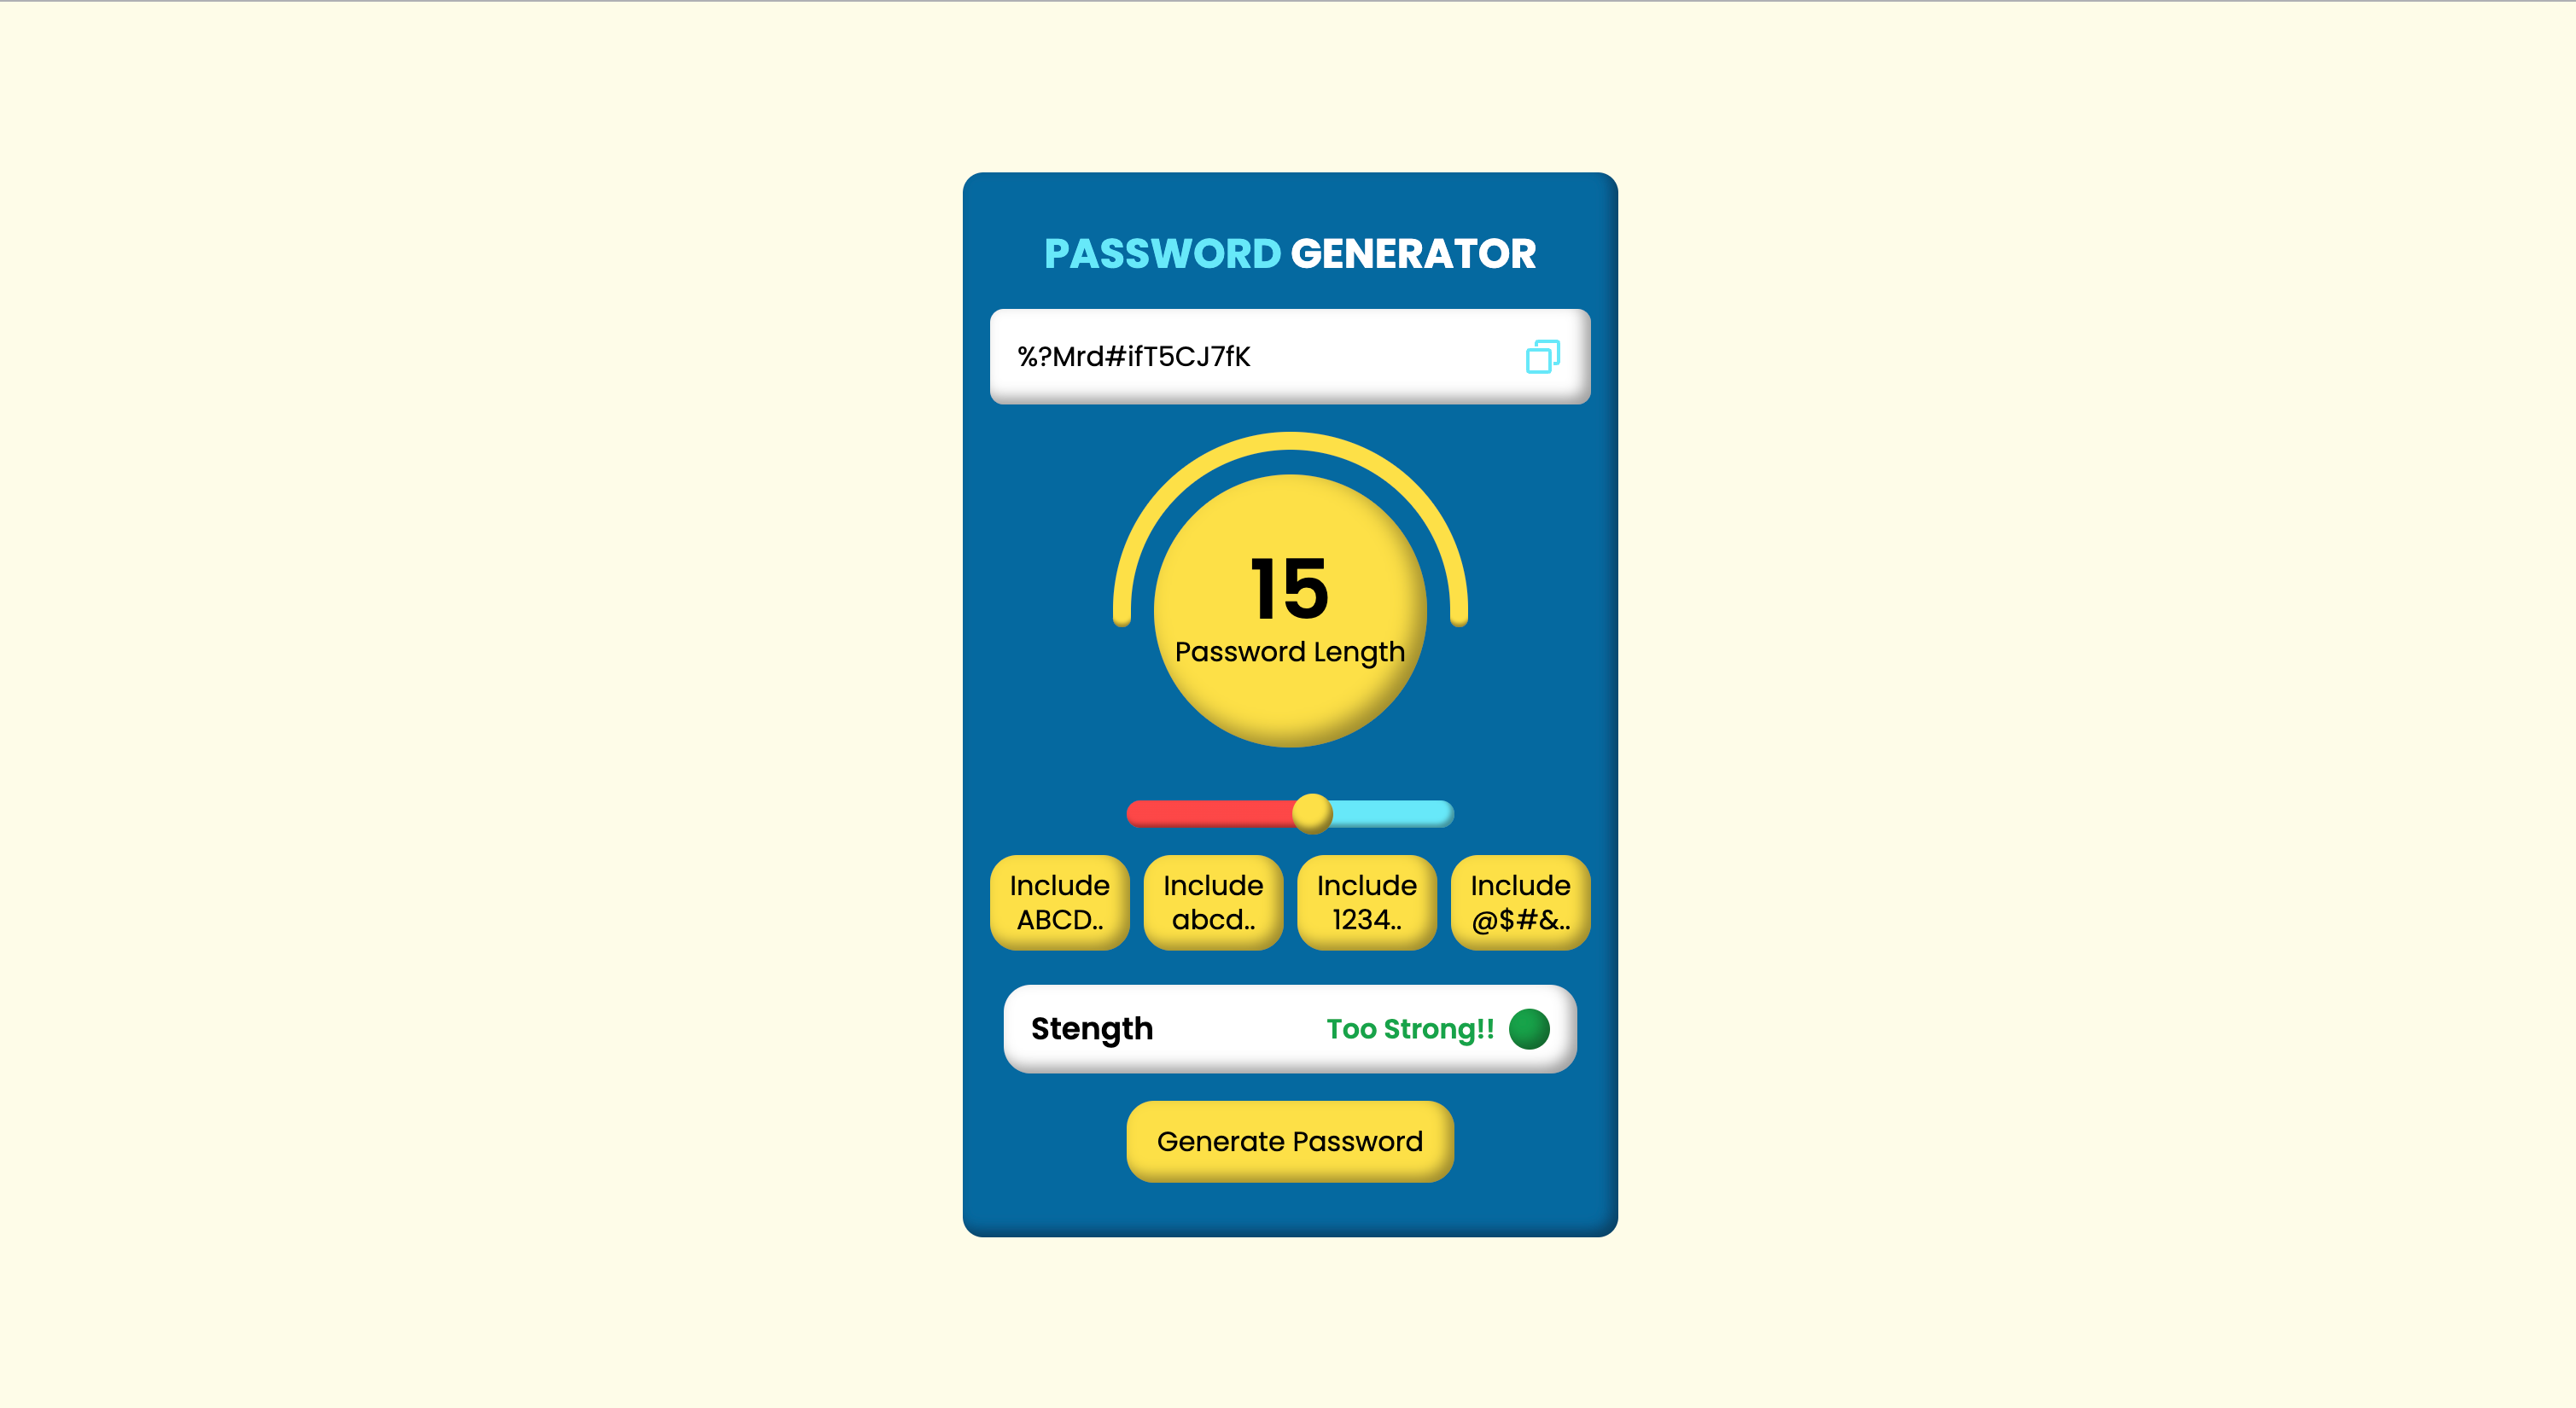 PASSWORD GENERATOR
%?Mrd#ifT5CJ7fK
15
Password Length
Include
ABCD..
Include
abcd..
Include
1234..
Include
@$#&..
Stength
Too Strong!!
Generate Password